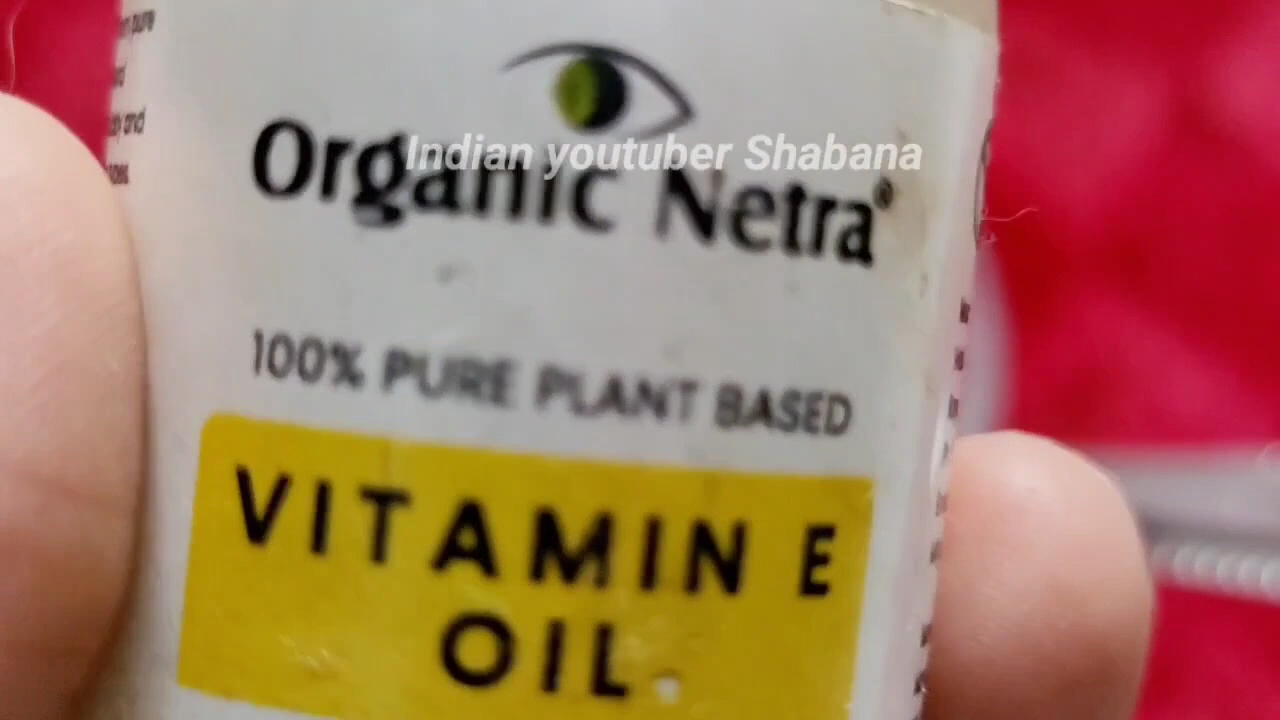 Organic Netra®
Indian youtuber Shabana
100% PURE PLANT BASED
VITAMIN E
OIL